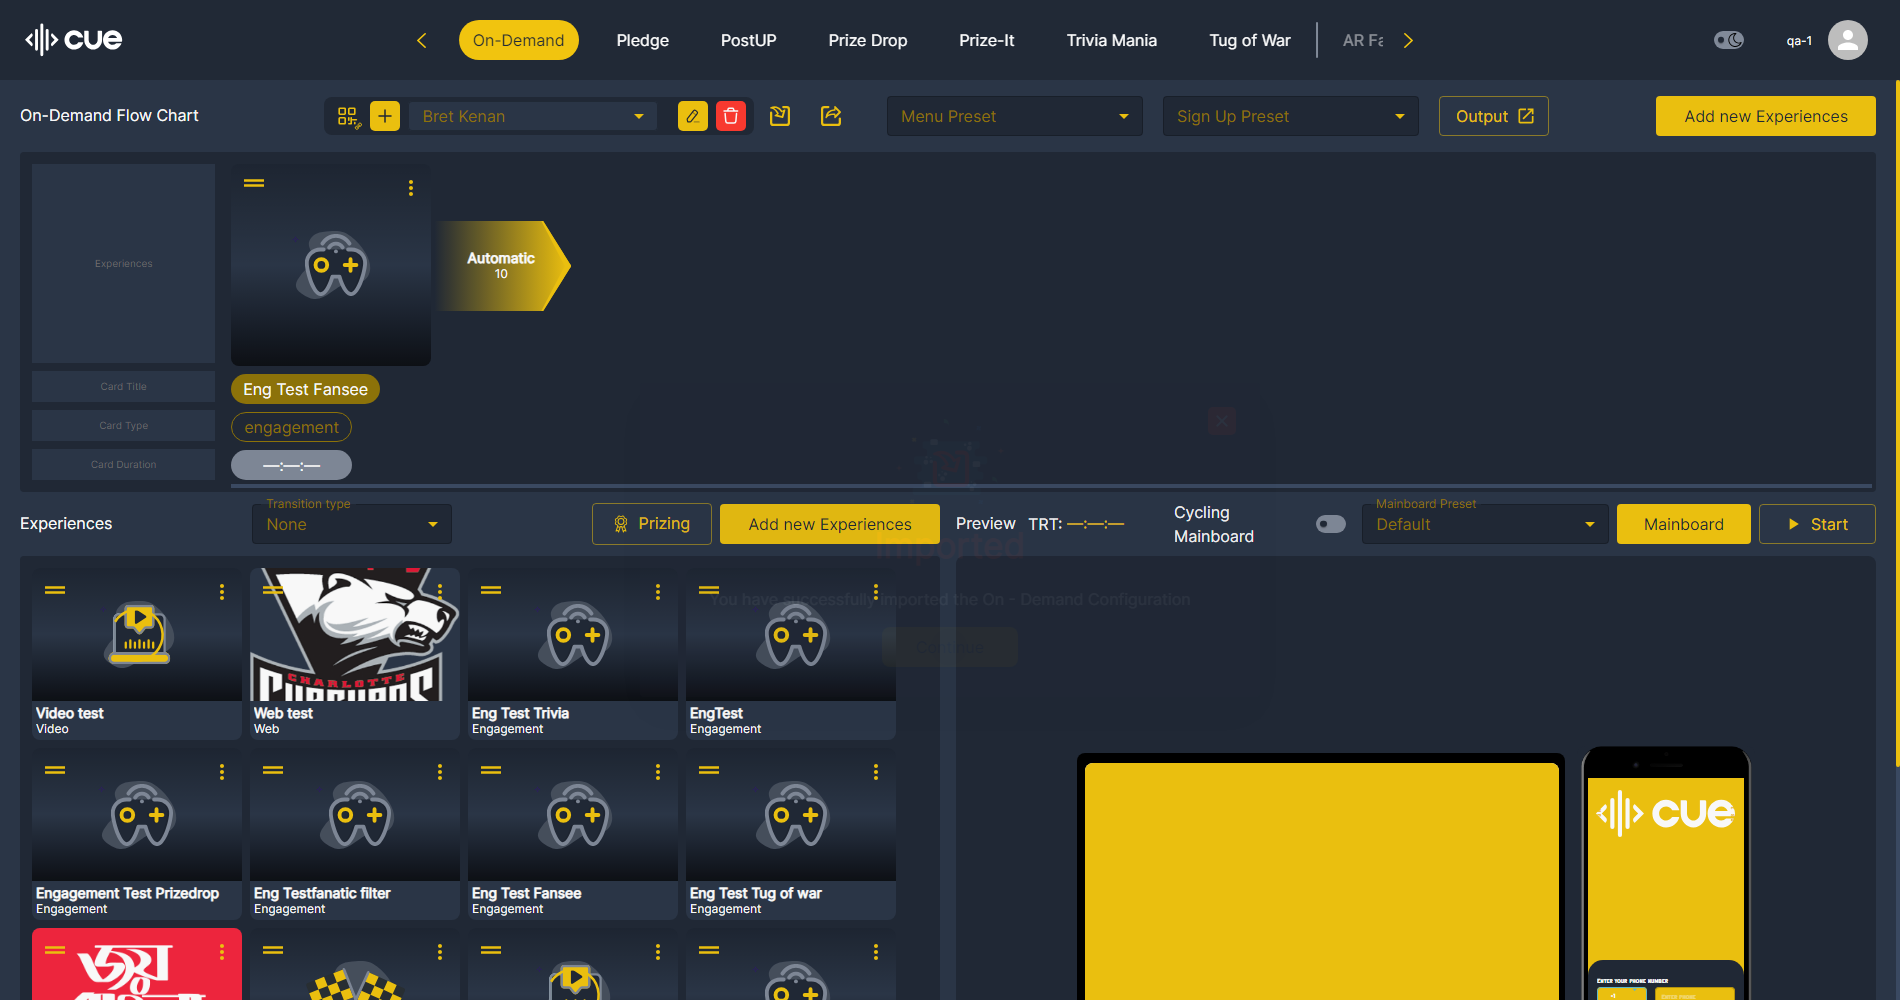 cue
On-Demand
Pledge
PostUP
Prize Drop
Prize-It
Trivia Mania
Tug of War
AR Fa
qa-1
On-Demand Flow Chart
Bret Kenan
Menu Preset
Sign Up Preset
Output
Add new Experiences
Experiences
Automatic
10
Card Title
Eng Test Fansee
Card Type
engagement
Card Duration
—:—:—
Experiences
Transition type
None
Prizing
Add new Experiences
Preview
TRT: —:—:—
Cycling
Mainboard
Mainboard Preset
Default
Mainboard
Start
Imported
You have successfully imported the On - Demand Configuration
CHARLOTTE
Video test
Video
Web test
Web
Eng Test Trivia
Engagement
EngTest
Engagement
Engagement Test Prizedrop
Engagement
Eng Testfanatic filter
Engagement
Eng Test Fansee
Engagement
Eng Test Tug of war
Engagement
জয়
cue
ENTER YOUR PHONE NUMBER